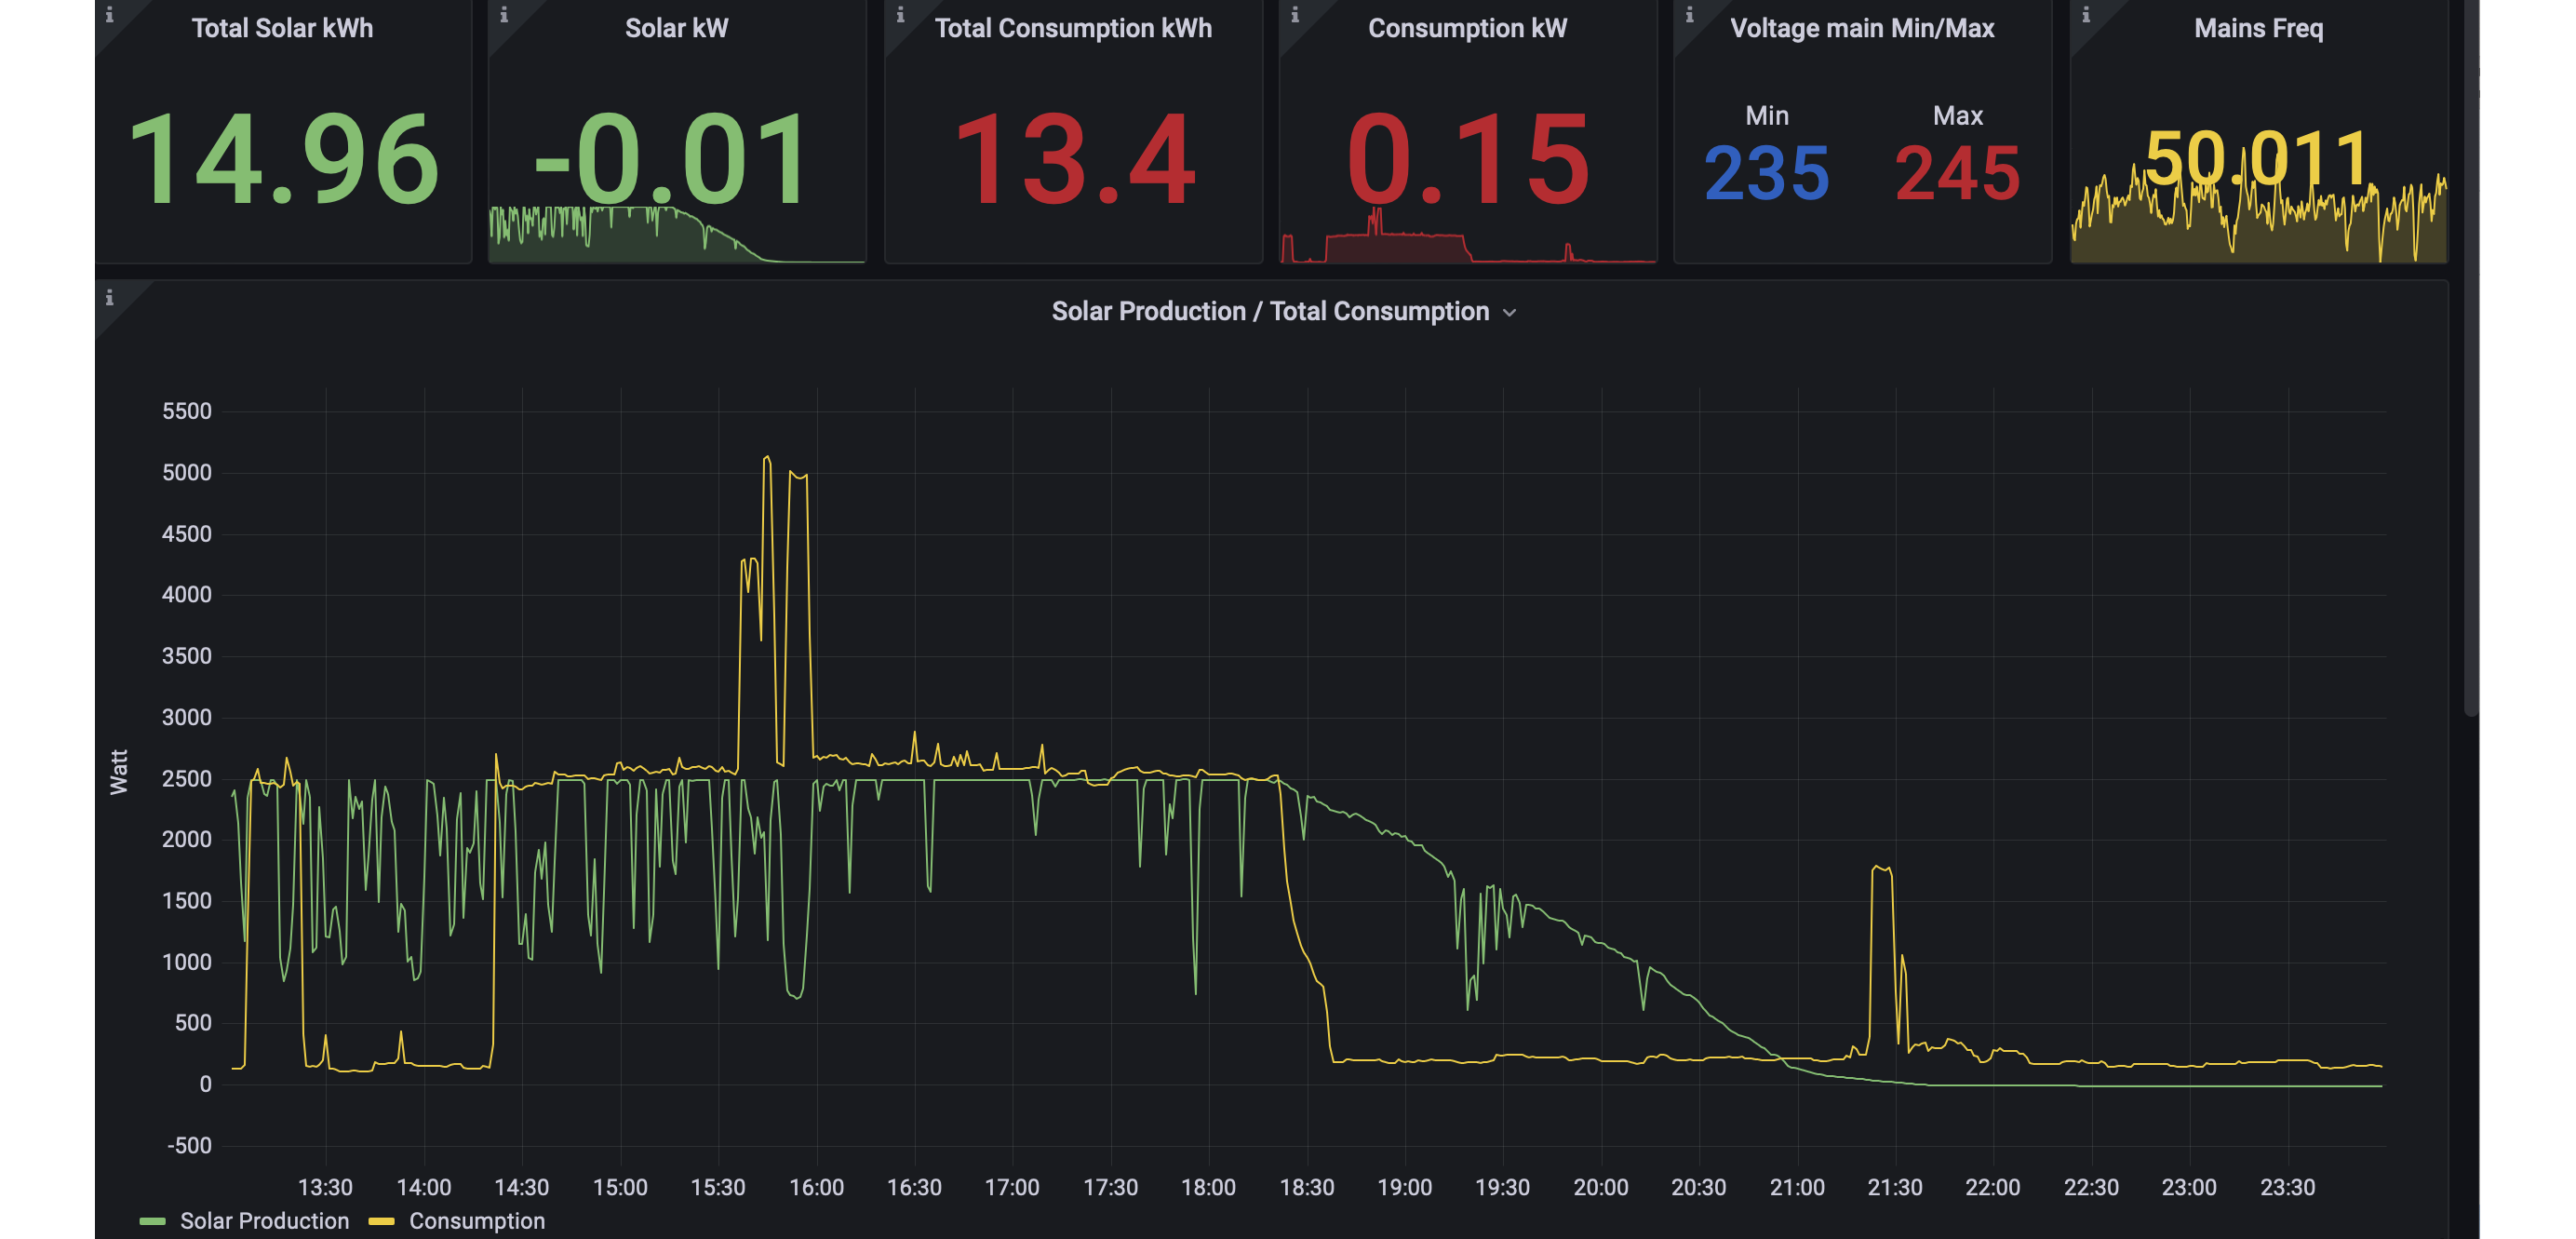 Total Solar kWh
14.96
Solar kW
-0.01
Total Consumption kWh
13.4
Consumption kW
0.15
Voltage main Min/Max
Min
235
Max
245
Mains Freq
50.011
Solar Production / Total Consumption
Watt
5500
5000
4500
4000
3500
3000
2500
2000
1500
1000
500
0
-500
13:30 14:00 14:30 15:00 15:30 16:00 16:30 17:00 17:30 18:00 18:30 19:00 19:30 20:00 20:30 21:00 21:30 22:00 22:30 23:00 23:30
Solar Production Consumption